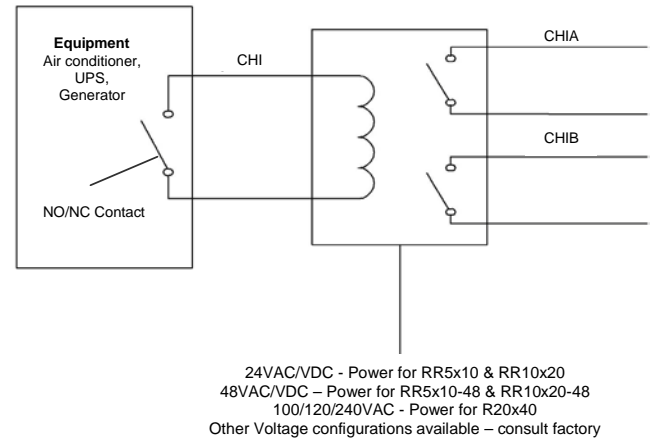 Equipment
Air conditioner,
UPS,
Generator
NO/NC Contact
CHI
CHIA
CHIB
24VAC/VDC - Power for RR5x10 & RR10x20
48VAC/VDC – Power for RR5x10-48 & RR10x20-48
100/120/240VAC - Power for R20x40
Other Voltage configurations available – consult factory